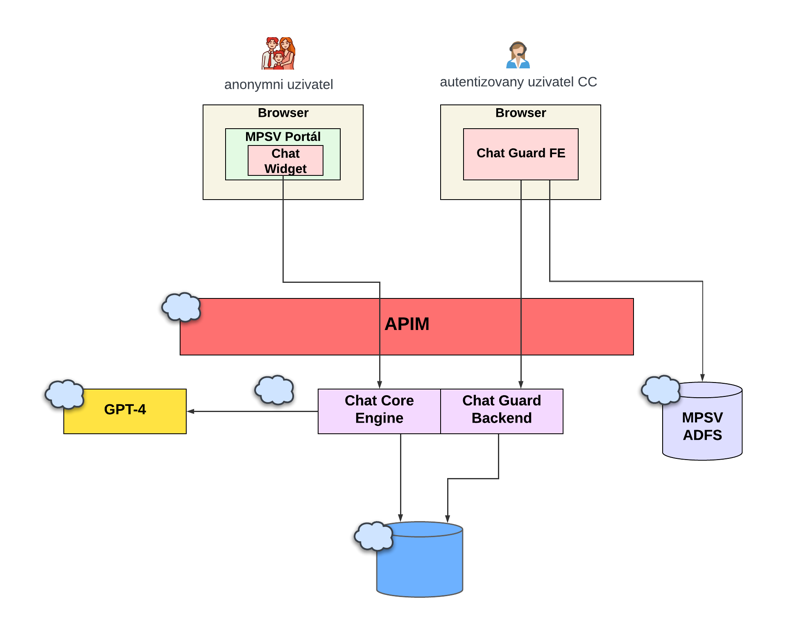 anonymni uzivatel
autentizovany uzivatel CC
Browser
MPSV Portál
Chat
Widget
Browser
Chat Guard FE
APIM
GPT-4
Chat Core
Engine
Chat Guard
Backend
MPSV
ADFS